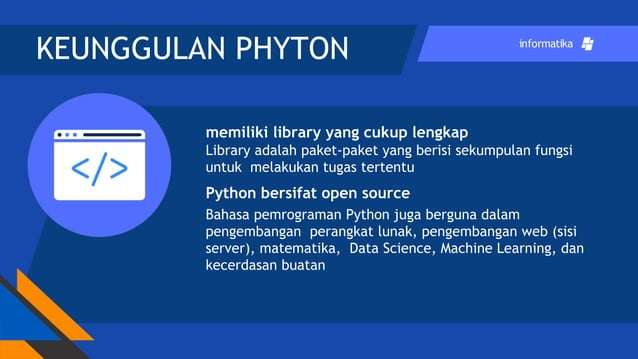 KEUNGGULAN PHYTON
informatika
</>
memiliki library yang cukup lengkap
Library adalah paket-paket yang berisi sekumpulan fungsi
untuk melakukan tugas tertentu
Python bersifat open source
Bahasa pemrograman Python juga berguna dalam
pengembangan perangkat lunak, pengembangan web (sisi
server), matematika, Data Science, Machine Learning, dan
kecerdasan buatan